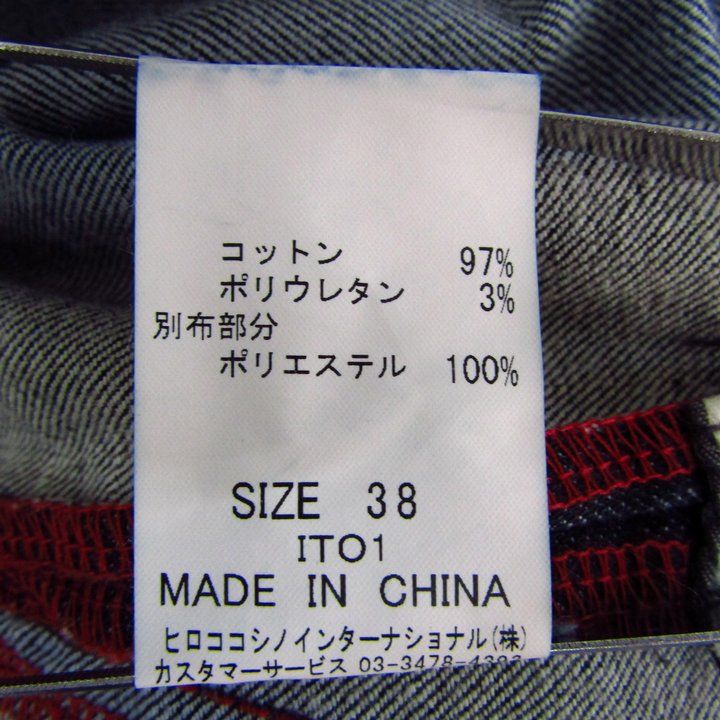 コットン 97%
ポリウレタン 3%
別布部分
ポリエステル 100%
SIZE 38
ITO1
MADE IN CHINA
ヒロココシノインターナショナル(株)
カスタマーサービス